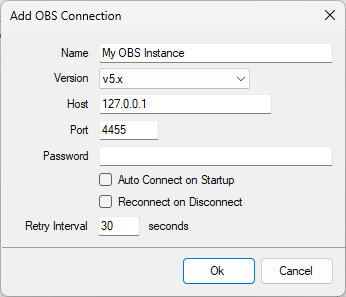 Add OBS Connection
Name My OBS Instance
Version v5.x
Host 127.0.0.1
Port 4455
Password
Auto Connect on Startup
Reconnect on Disconnect
Retry Interval 30 seconds
Ok Cancel